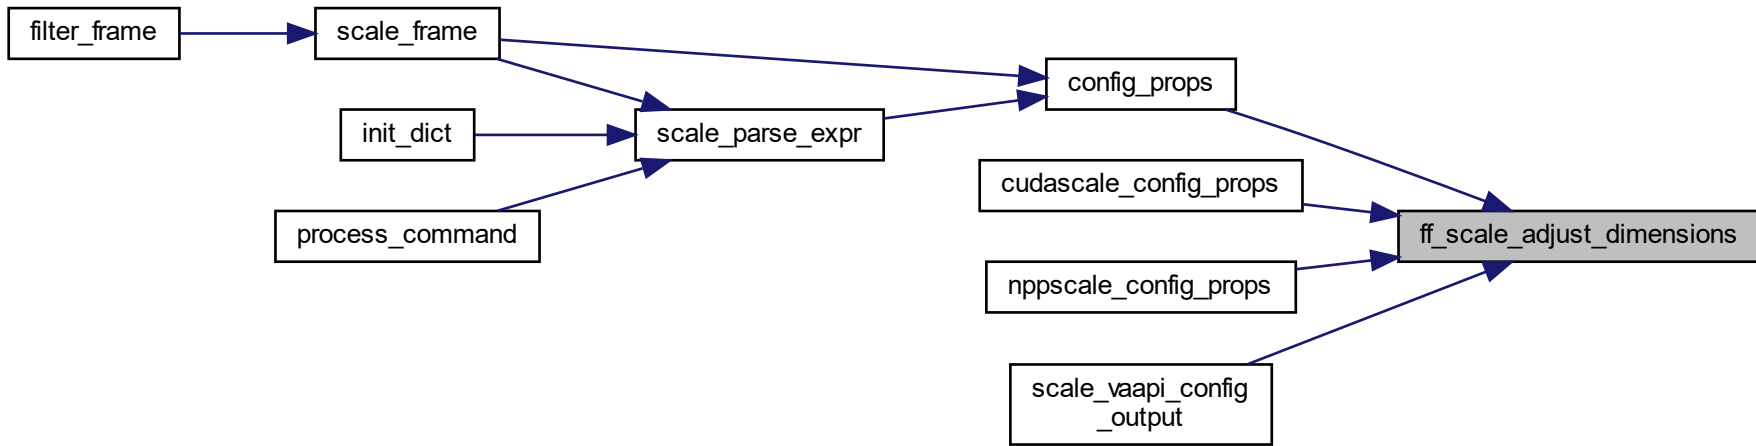 filter_frame
scale_frame
config_props
init_dict
scale_parse_expr
cudascale_config_props
process_command
ff_scale_adjust_dimensions
nppscale_config_props
scale_vaapi_config
_output